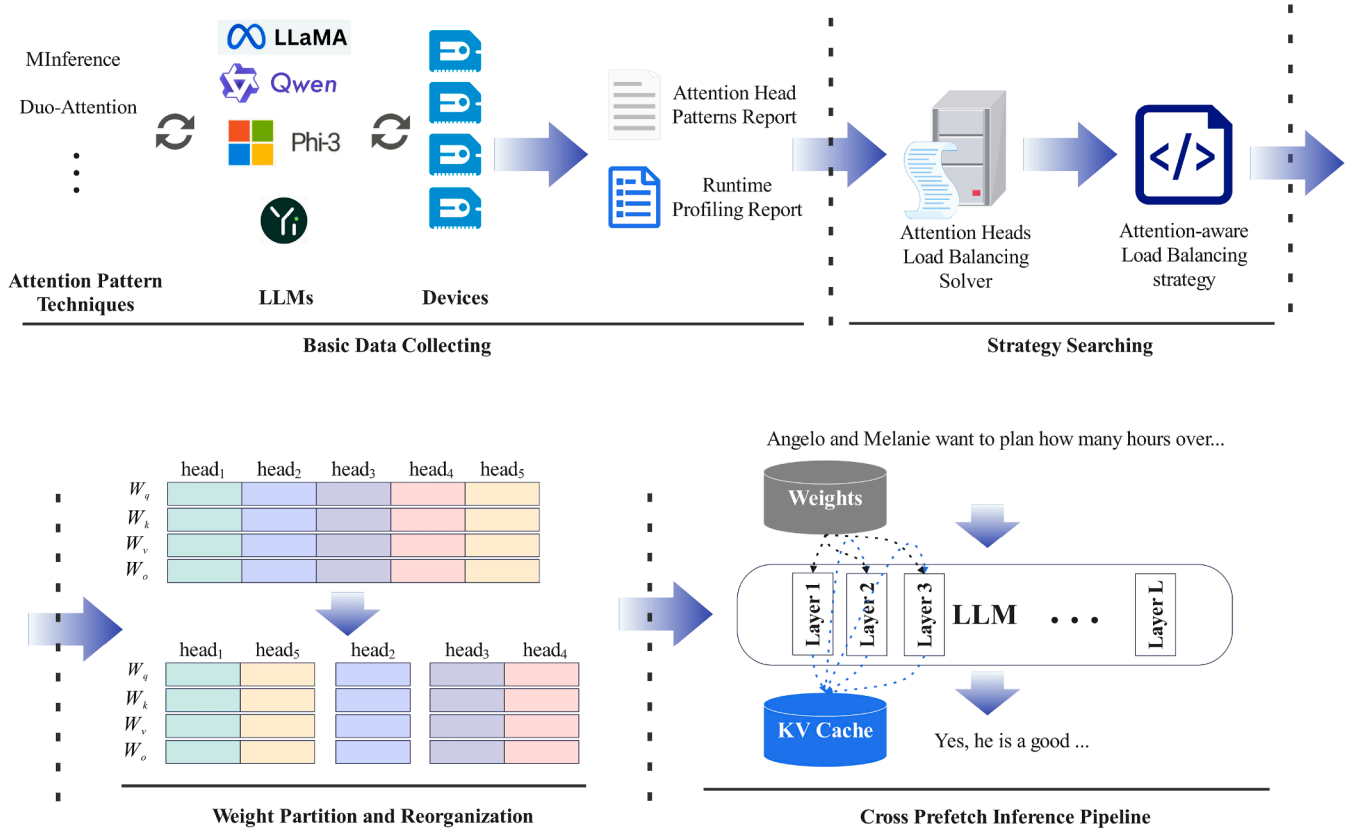 MInference
Duo-Attention
LLaMA
Qwen
Phi-3
Yi
Attention Head
Patterns Report
Runtime
Profiling Report
</>
Attention Heads
Load Balancing
Solver
Attention-aware
Load Balancing
strategy
Attention Pattern
Techniques
LLMs
Devices
Basic Data Collecting
Strategy Searching
head1 head2 head3 head4 head5
Wq
Wk
Wv
Wo
head1 head5 head2 head3 head4
Wq
Wk
Wv
Wo
Weight Partition and Reorganization
Angelo and Melanie want to plan how many hours over...
Weights
Layer 1
Layer 2
Layer 3
LLM
...
Layer L
KV Cache
Yes, he is a good ...
Cross Prefetch Inference Pipeline